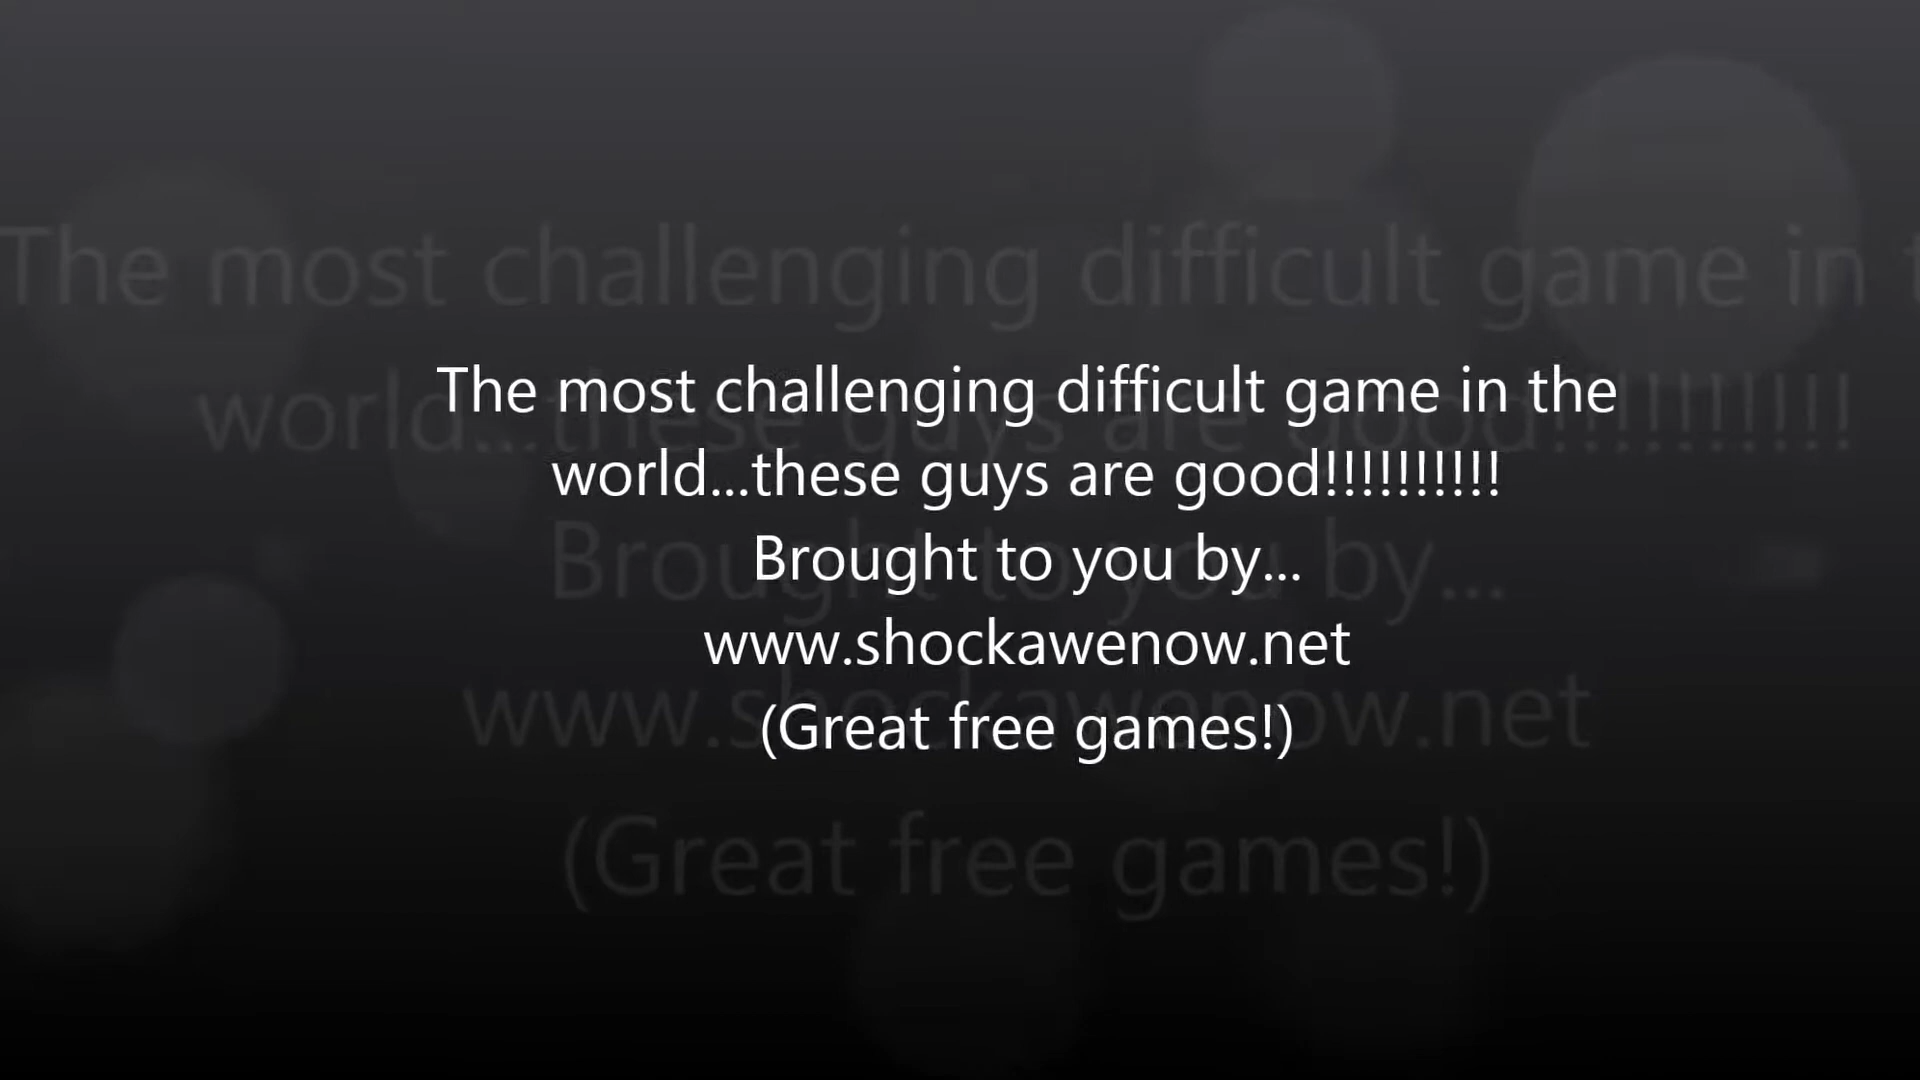 The most challenging difficult game in the
world...these guys are good!!!!!!!!!!
Brought to you by...
www.shockawenow.net
(Great free games!)